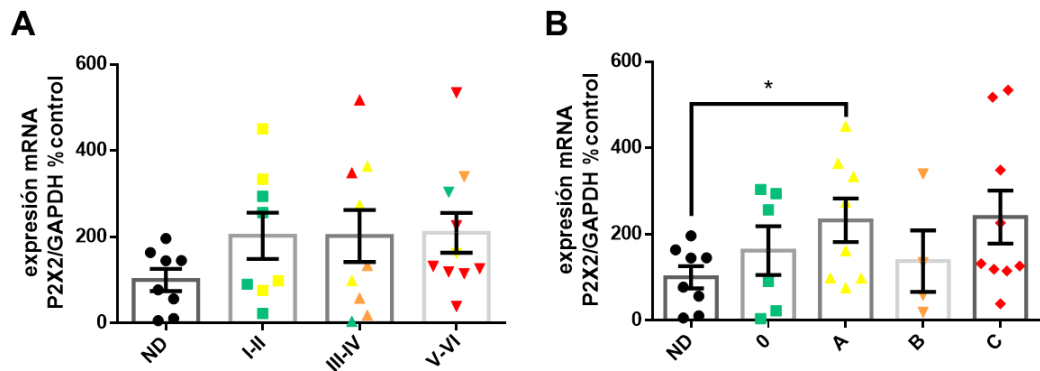 A
expresión mRNA
P2X2/GAPDH %control
600
400
200
0
ND
I-II
III-IV
V-VI
B
expresión mRNA
P2X2/GAPDH %control
600
400
200
0
*
ND
0
A
B
C